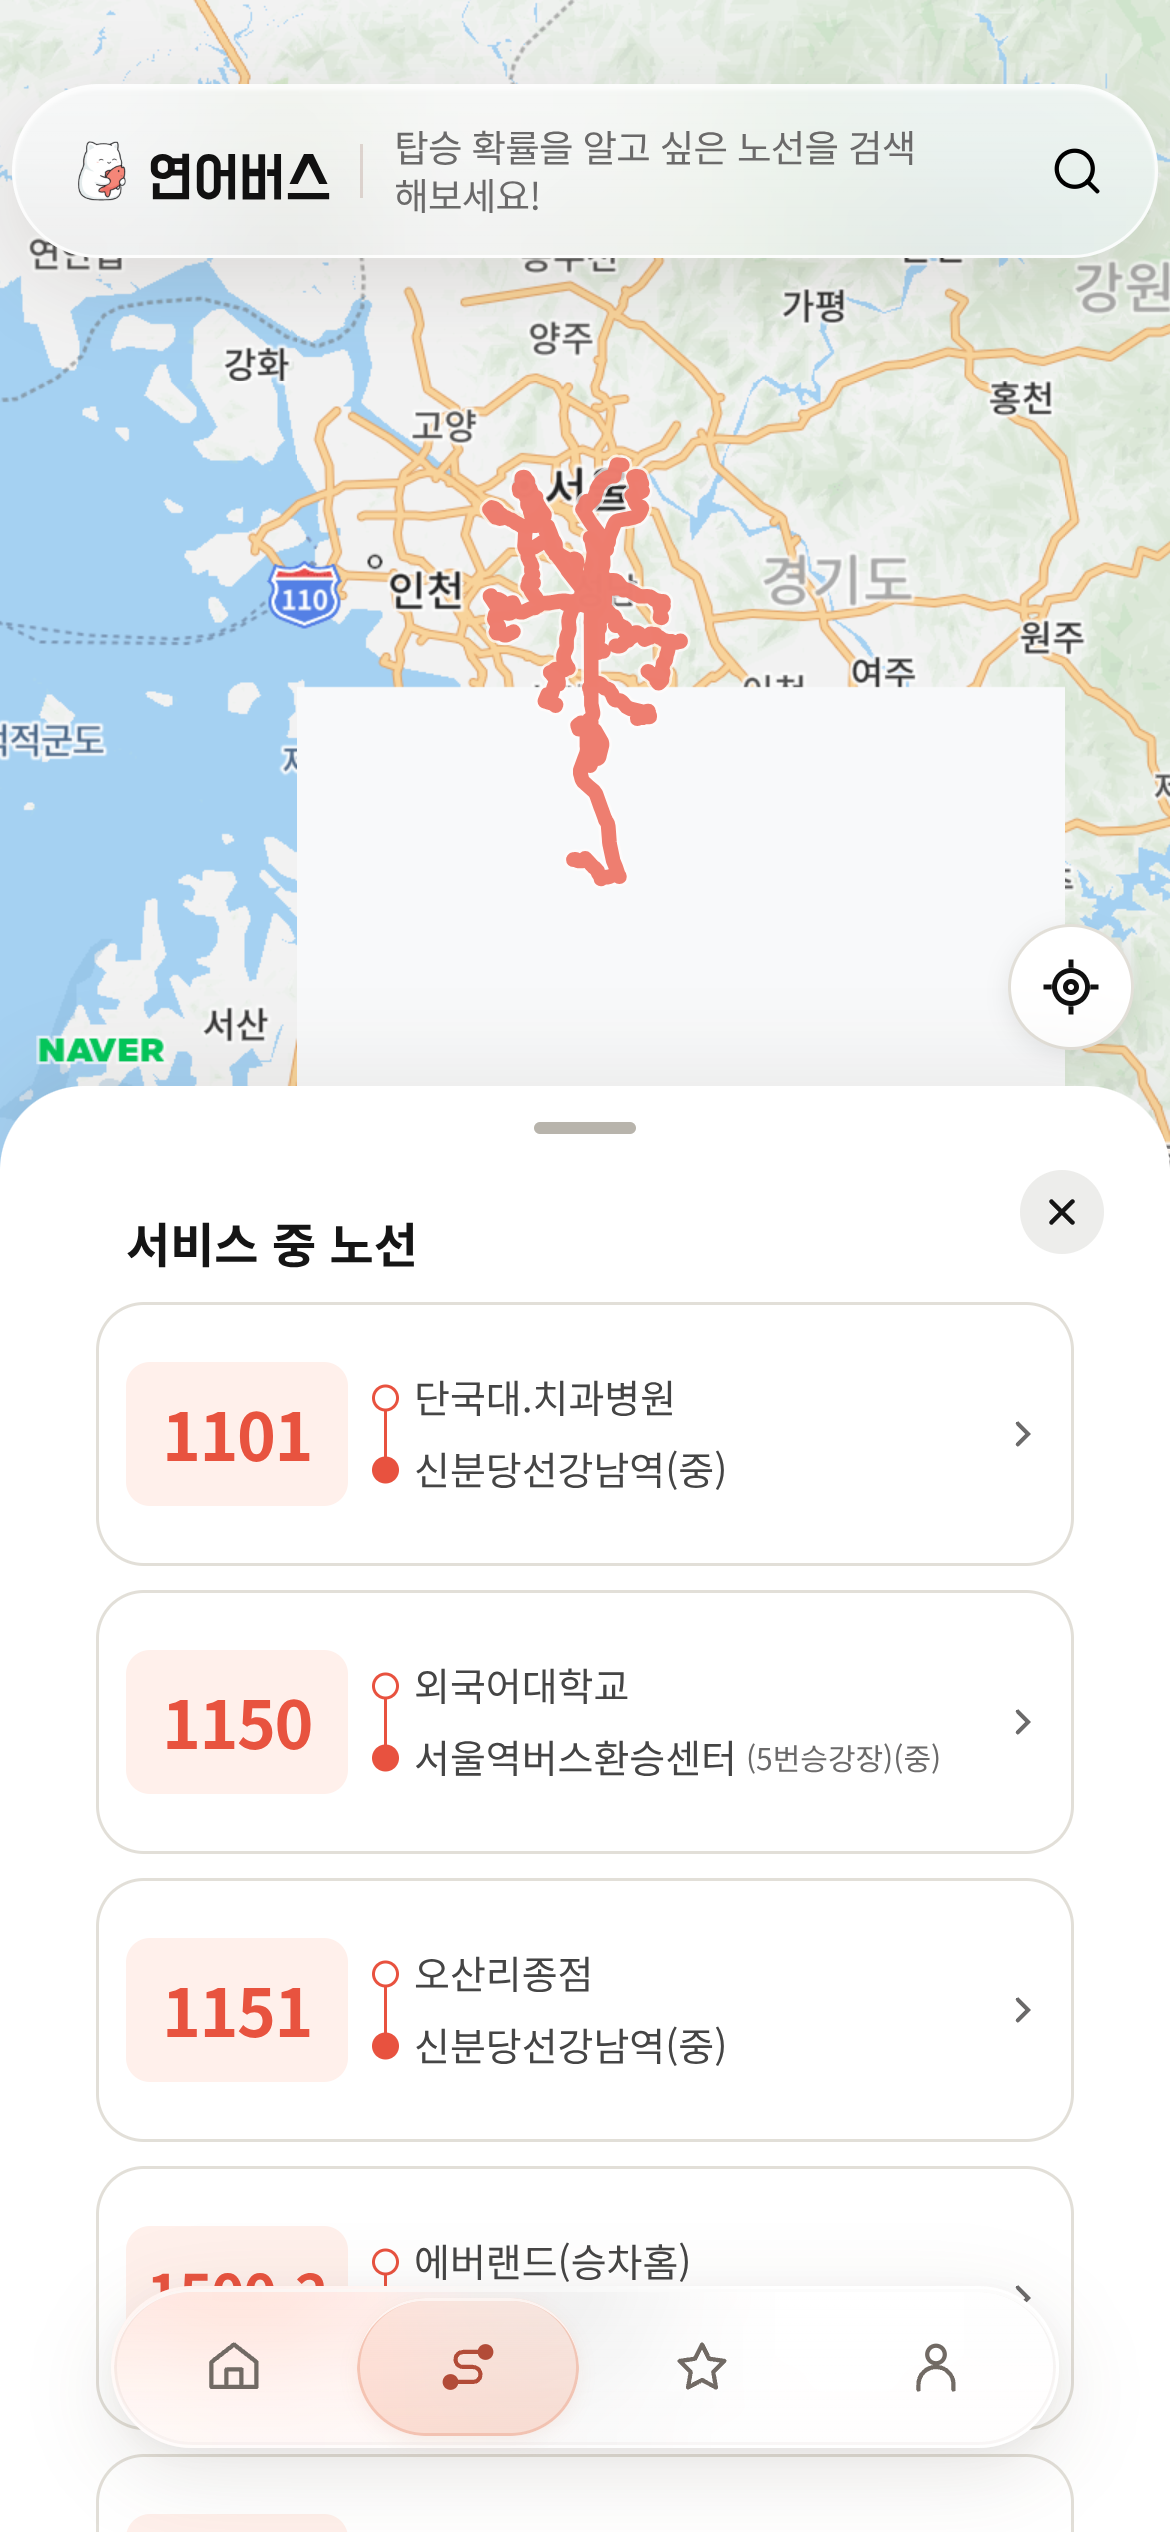 연어버스
탑승 확률을 알고 싶은 노선을 검색
해보세요!
강원
가평
양주
강화
홍천
고양
서울
인천
경기도
110
원주
여주
적군도
서산
NAVER
서비스 중 노선
1101
단국대.치과병원
신분당선강남역(중)
1150
외국어대학교
서울역버스환승센터 (5번승강장)(중)
1151
오산리종점
신분당선강남역(중)
에버랜드(승차홈)